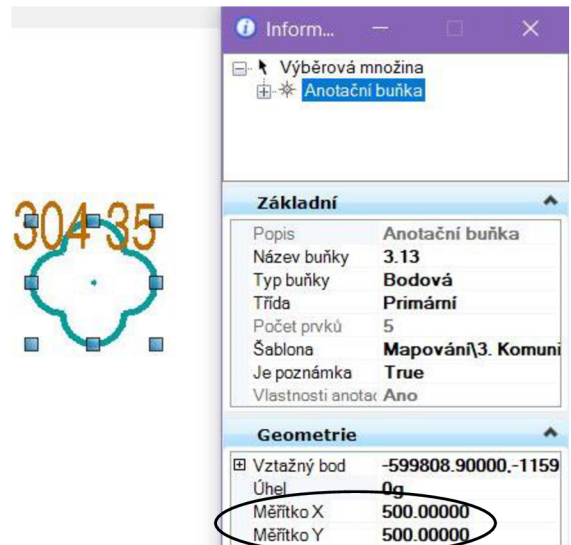 Inform...
Výběrová množina
Anotační buňka
304 35
Základní
Popis Anotační buňka
Název buňky 3.13
Typ buňky Bodová
Třída Primární
Počet prvků 5
Šablona Mapování\3. Komuni
Je poznámka True
Vlastnosti anotac Ano
Geometrie
Vztažný bod -599808.90000,-1159
Úhel 0g
Měřítko X 500.00000
Měřítko Y 500.00000